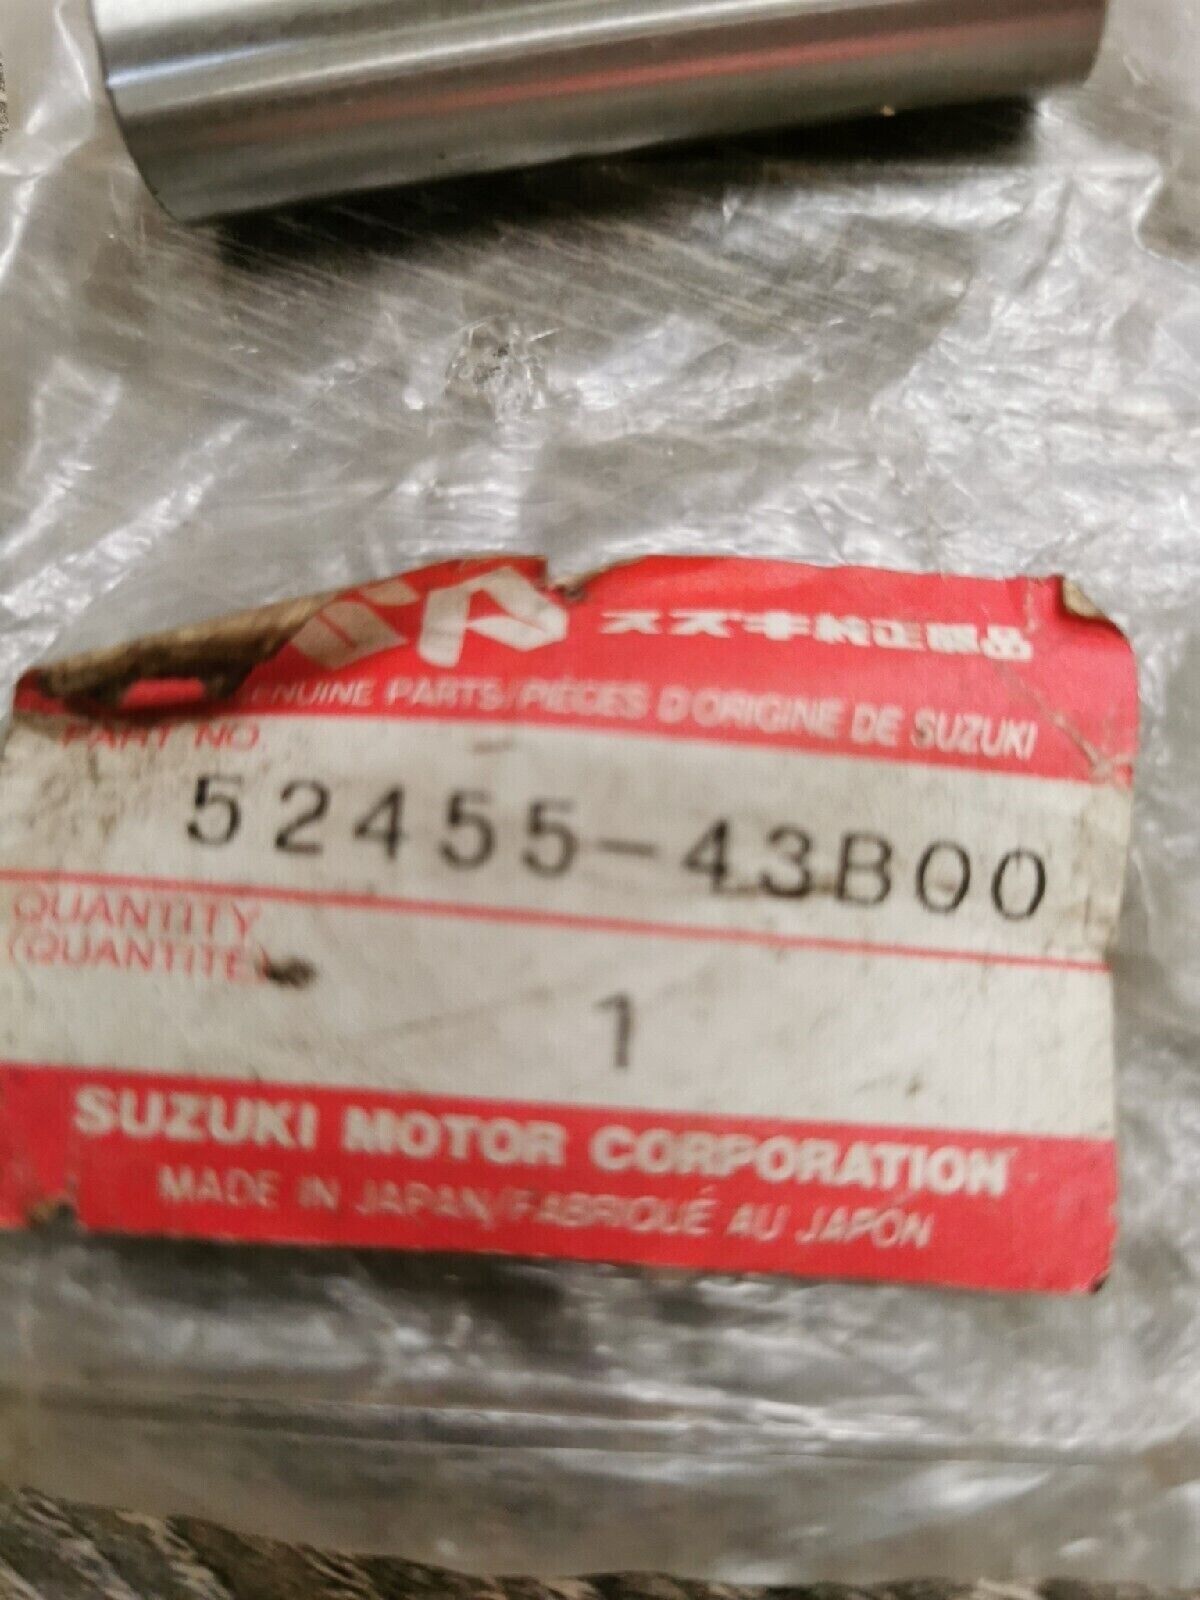 スズキ純正部品
GENUINE PARTS/PIÈCES D'ORIGINE DE SUZUKI
PART NO.
52455-43B00
QUANTITY
(QUANTITÉ)
1
SUZUKI MOTOR CORPORATION
MADE IN JAPAN/FABRIQUÉ AU JAPON